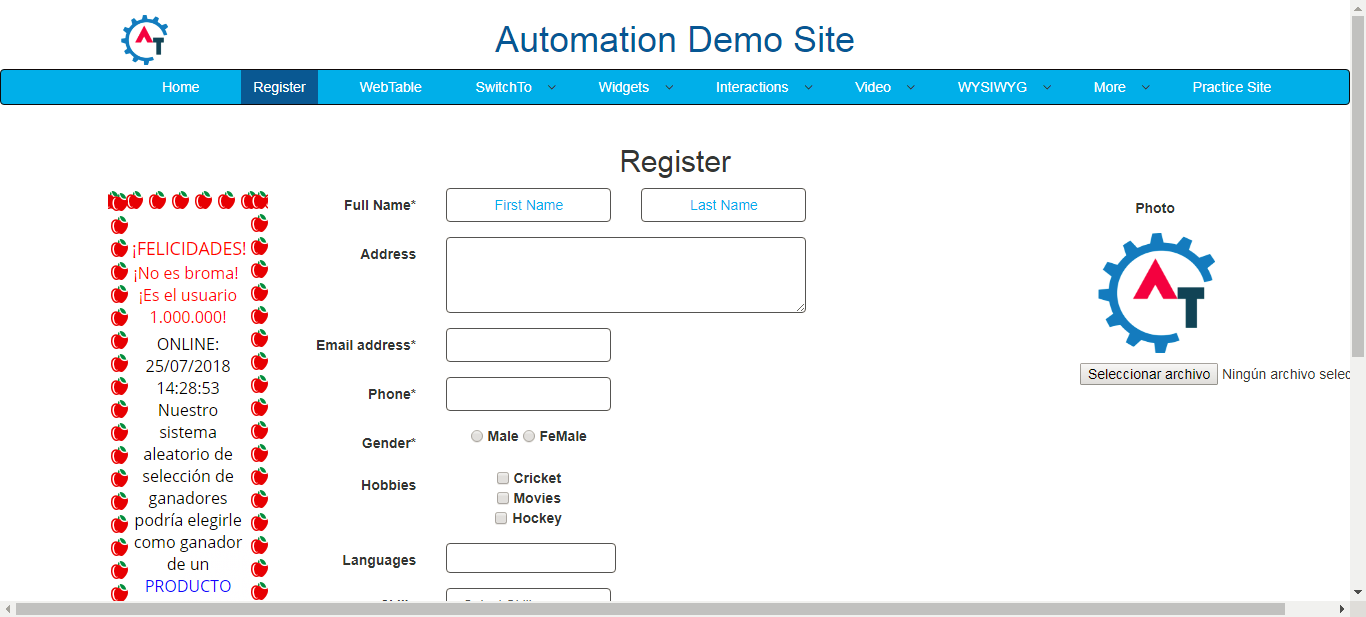 AT
Automation Demo Site
Home Register WebTable SwitchTo Widgets Interactions Video WYSIWYG More Practice Site
Register
¡FELICIDADES!
¡No es broma!
¡Es el usuario
1.000.000!
ONLINE:
25/07/2018
14:28:53
Nuestro
sistema
aleatorio de
selección de
ganadores
podría elegirle
como ganador
de un
PRODUCTO
Full Name* First Name Last Name
Address
Email address*
Phone*
Gender* Male FeMale
Hobbies Cricket
Movies
Hockey
Languages
Photo
AT
Seleccionar archivo Ningún archivo selec